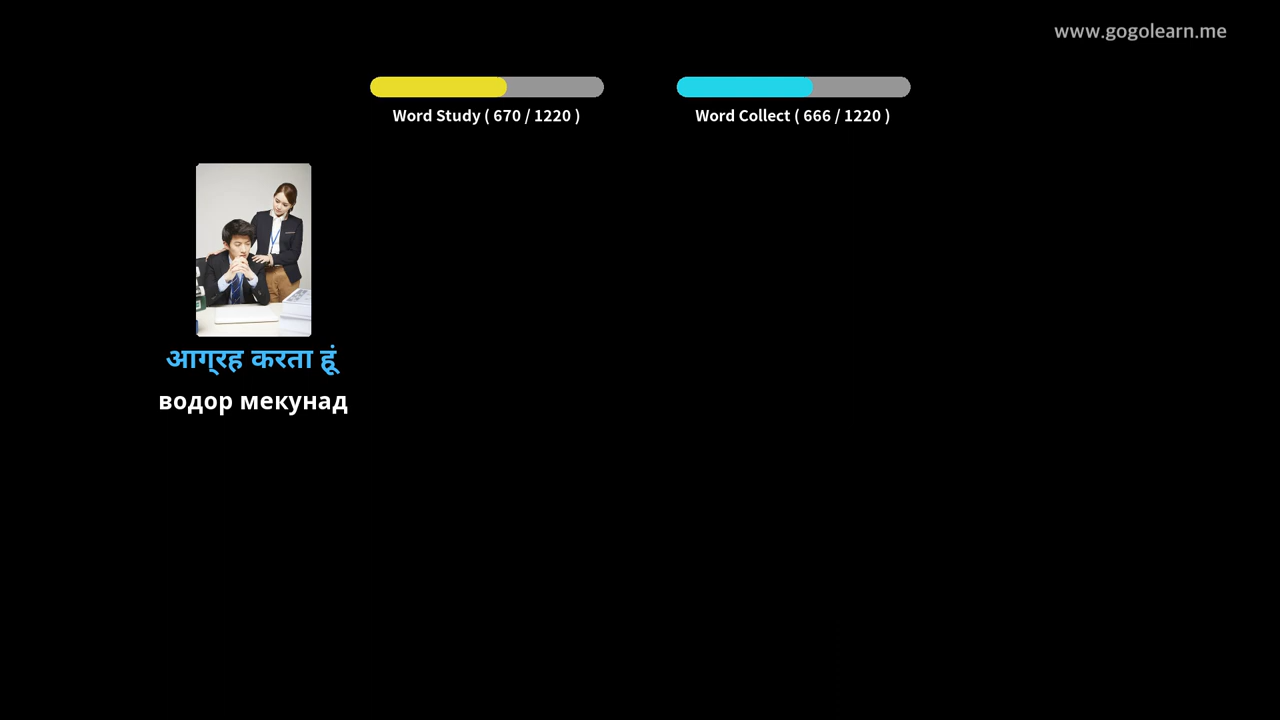 www.gogolearn.me
Word Study ( 670 / 1220 )
Word Collect ( 666 / 1220 )
आग्रह करता हूं
водор мекунад